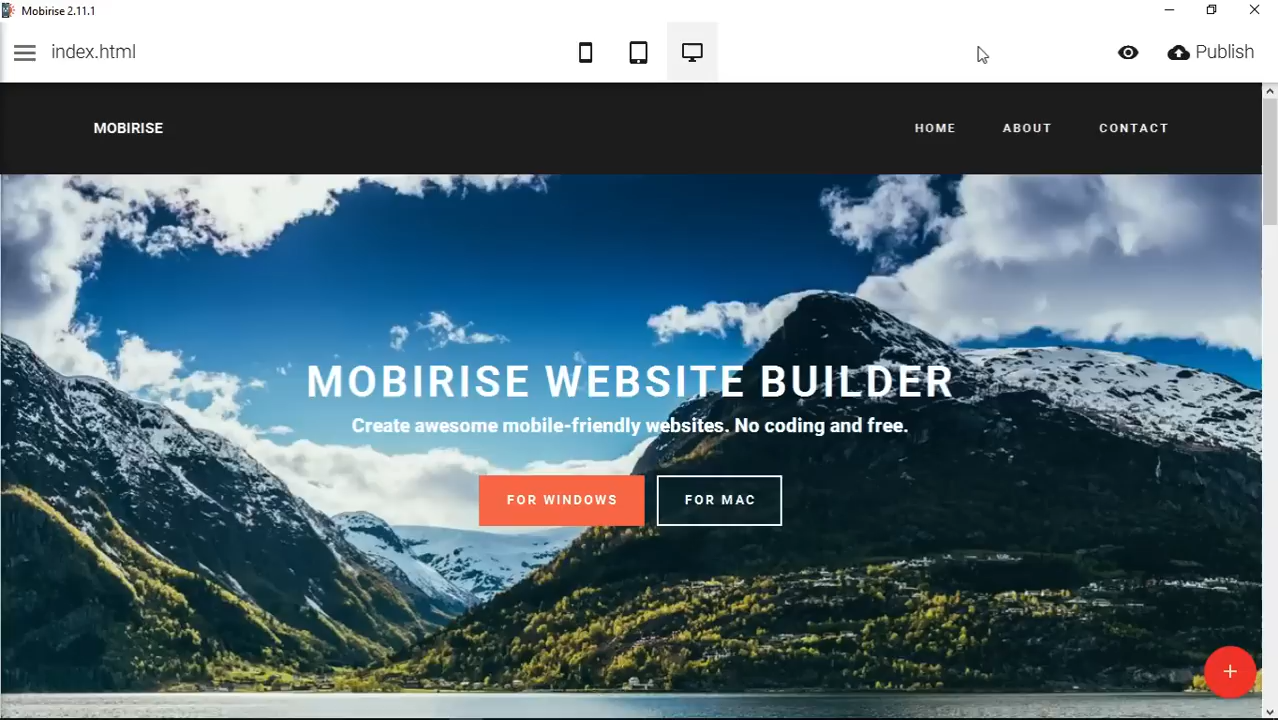 Mobirise 2.11.1
index.html
Publish
MOBIRISE
HOME ABOUT CONTACT
MOBIRISE WEBSITE BUILDER
Create awesome mobile-friendly websites. No coding and free.
FOR WINDOWS FOR MAC